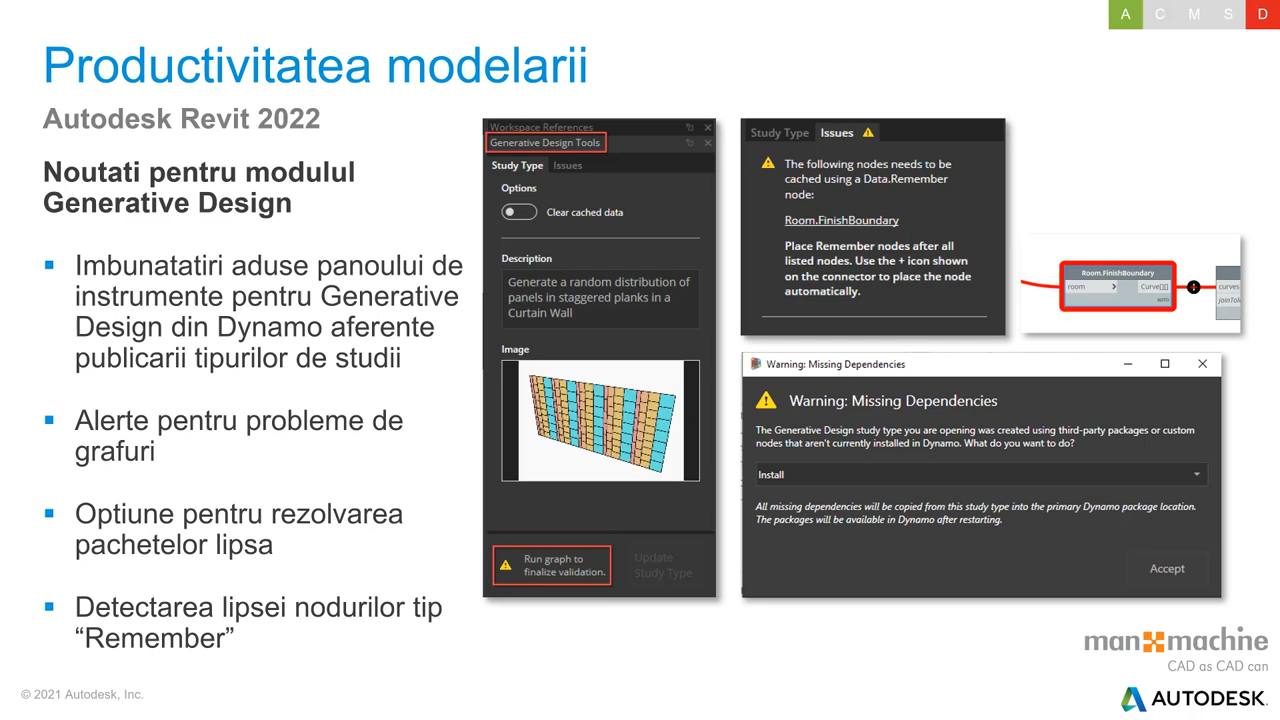 A C M S D
Productivitatea modelarii
Autodesk Revit 2022
Noutati pentru modulul
Generative Design
Imbunatatiri aduse panoului de
instrumente pentru Generative
Design din Dynamo aferente
publicarii tipurilor de studii
Alerte pentru probleme de
grafuri
Optiune pentru rezolvarea
pachetelor lipsa
Detectarea lipsei nodurilor tip
“Remember”
Workspace References
Generative Design Tools
Study Type Issues
Options
Clear cached data
Description
Generate a random distribution of
panels in staggered planks in a
Curtain Wall
Image
Run graph to
finalize validation.
Update
Study Type
Study Type Issues
The following nodes needs to be
cached using a Data.Remember
node:
Room.FinishBoundary
Place Remember nodes after all
listed nodes. Use the + icon shown
on the connector to place the node
automatically.
Room.FinishBoundary
room > Curve[][]
AUTO
curves
joinTol
Warning: Missing Dependencies
Warning: Missing Dependencies
The Generative Design study type you are opening was created using third-party packages or custom
nodes that aren't currently installed in Dynamo. What do you want to do?
Install
All missing dependencies will be copied from this study type into the primary Dynamo package location.
The packages will be available in Dynamo after restarting.
Accept
man machine
CAD as CAD can
© 2021 Autodesk, Inc.
AUTODESK.